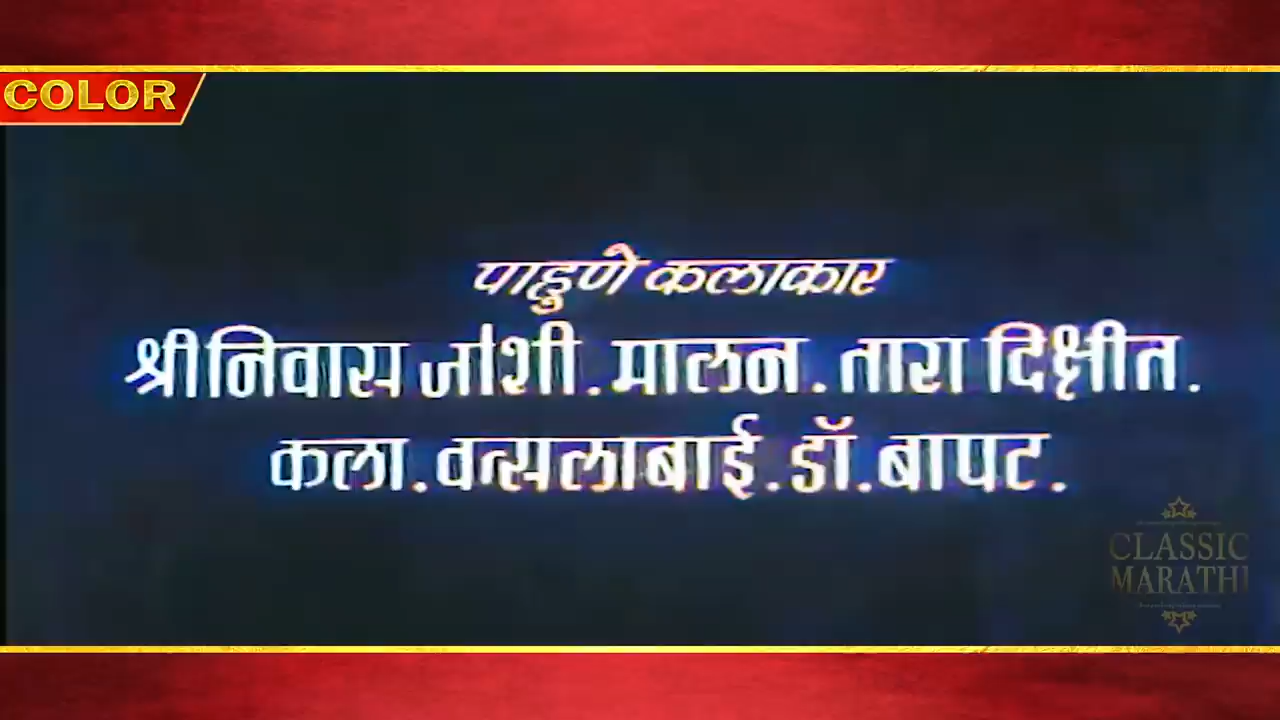 COLOR
पाहुणे कलाकार
श्रीनिवास जोशी. मालन. तारा दिक्षीत.
कला. वत्सलाबाई. डॉ. बापट.
CLASSIC
MARATHI